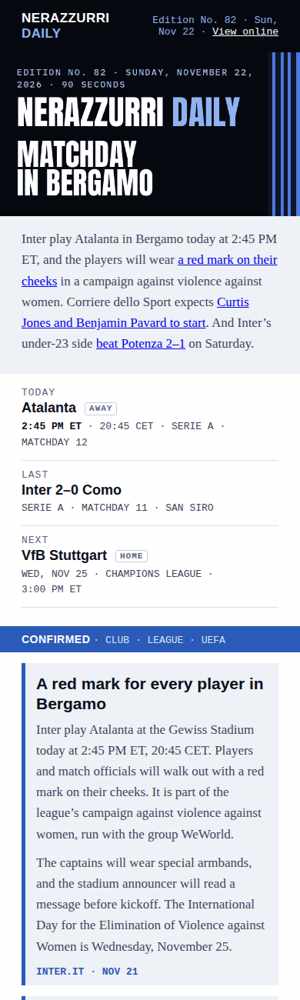 NERAZZURRI
DAILY
Edition No. 82 · Sun,
Nov 22 · View online
EDITION NO. 82 · SUNDAY, NOVEMBER 22,
2026 · 90 SECONDS
NERAZZURRI DAILY
MATCHDAY
IN BERGAMO
Inter play Atalanta in Bergamo today at 2:45 PM
ET, and the players will wear a red mark on their
cheeks in a campaign against violence against
women. Corriere dello Sport expects Curtis
Jones and Benjamin Pavard to start. And Inter’s
under-23 side beat Potenza 2–1 on Saturday.
TODAY
Atalanta AWAY
2:45 PM ET · 20:45 CET · SERIE A ·
MATCHDAY 12
LAST
Inter 2–0 Como
SERIE A · MATCHDAY 11 · SAN SIRO
NEXT
VfB Stuttgart HOME
WED, NOV 25 · CHAMPIONS LEAGUE ·
3:00 PM ET
CONFIRMED · CLUB · LEAGUE · UEFA
A red mark for every player in
Bergamo
Inter play Atalanta at the Gewiss Stadium
today at 2:45 PM ET, 20:45 CET. Players
and match officials will walk out with a red
mark on their cheeks. It is part of the
league’s campaign against violence against
women, run with the group WeWorld.
The captains will wear special armbands,
and the stadium announcer will read a
message before kickoff. The International
Day for the Elimination of Violence against
Women is Wednesday, November 25.
INTER.IT · NOV 21